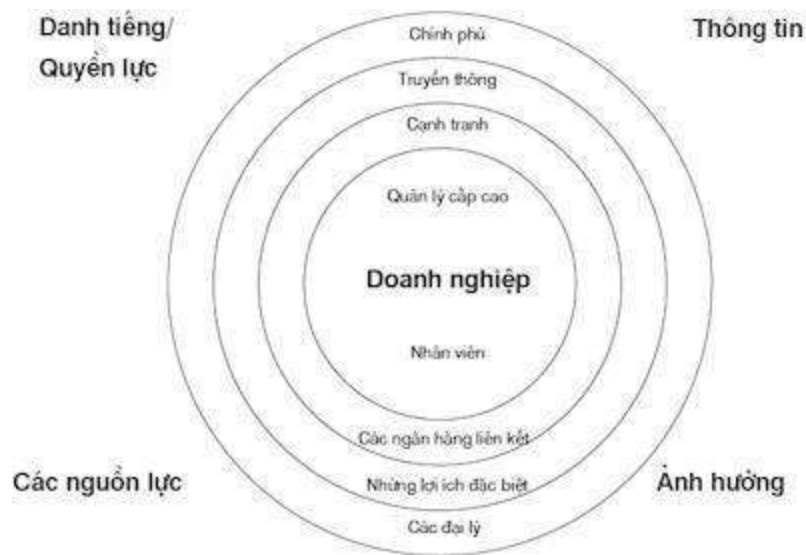 Danh tiếng/
Quyền lực
Thông tin
Chính phủ
Truyền thông
Cạnh tranh
Quản lý cấp cao
Doanh nghiệp
Nhân viên
Các ngân hàng liên kết
Những lợi ích đặc biệt
Các đại lý
Các nguồn lực
Ảnh hưởng